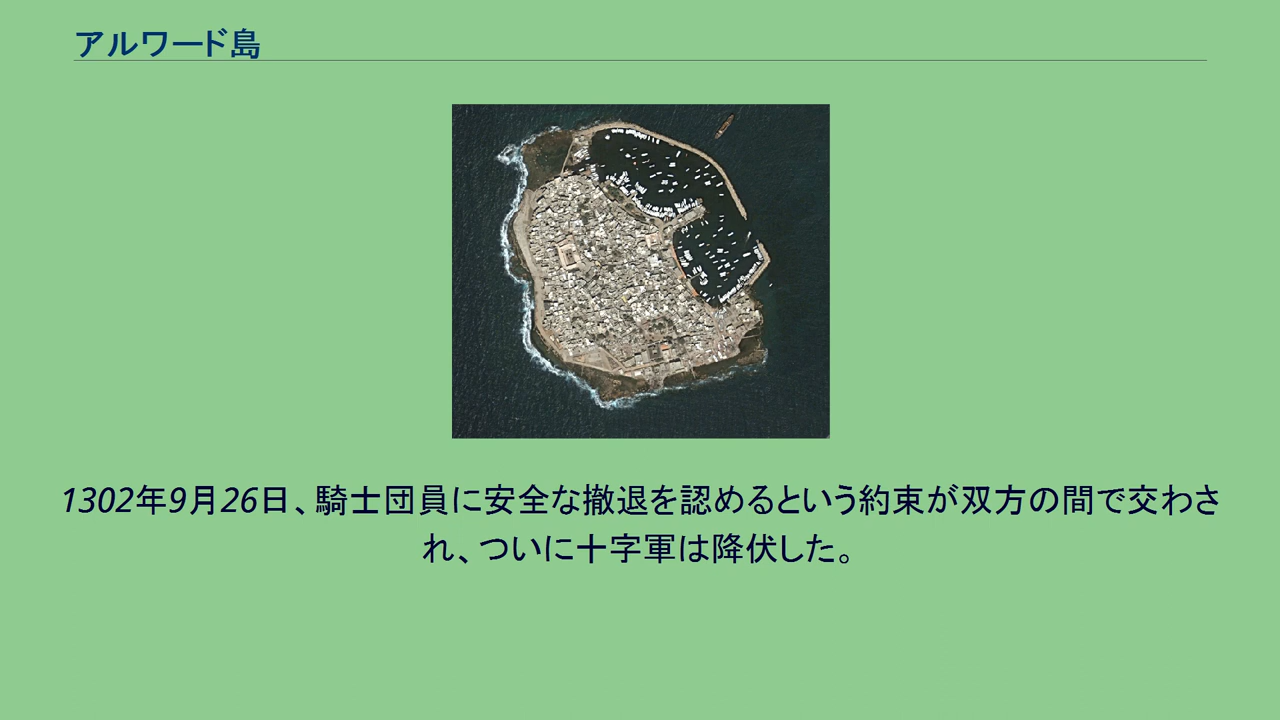 アルワード島
1302年9月26日、騎士団員に安全な撤退を認めるという約束が双方の間で交わさ
れ、ついに十字軍は降伏した。